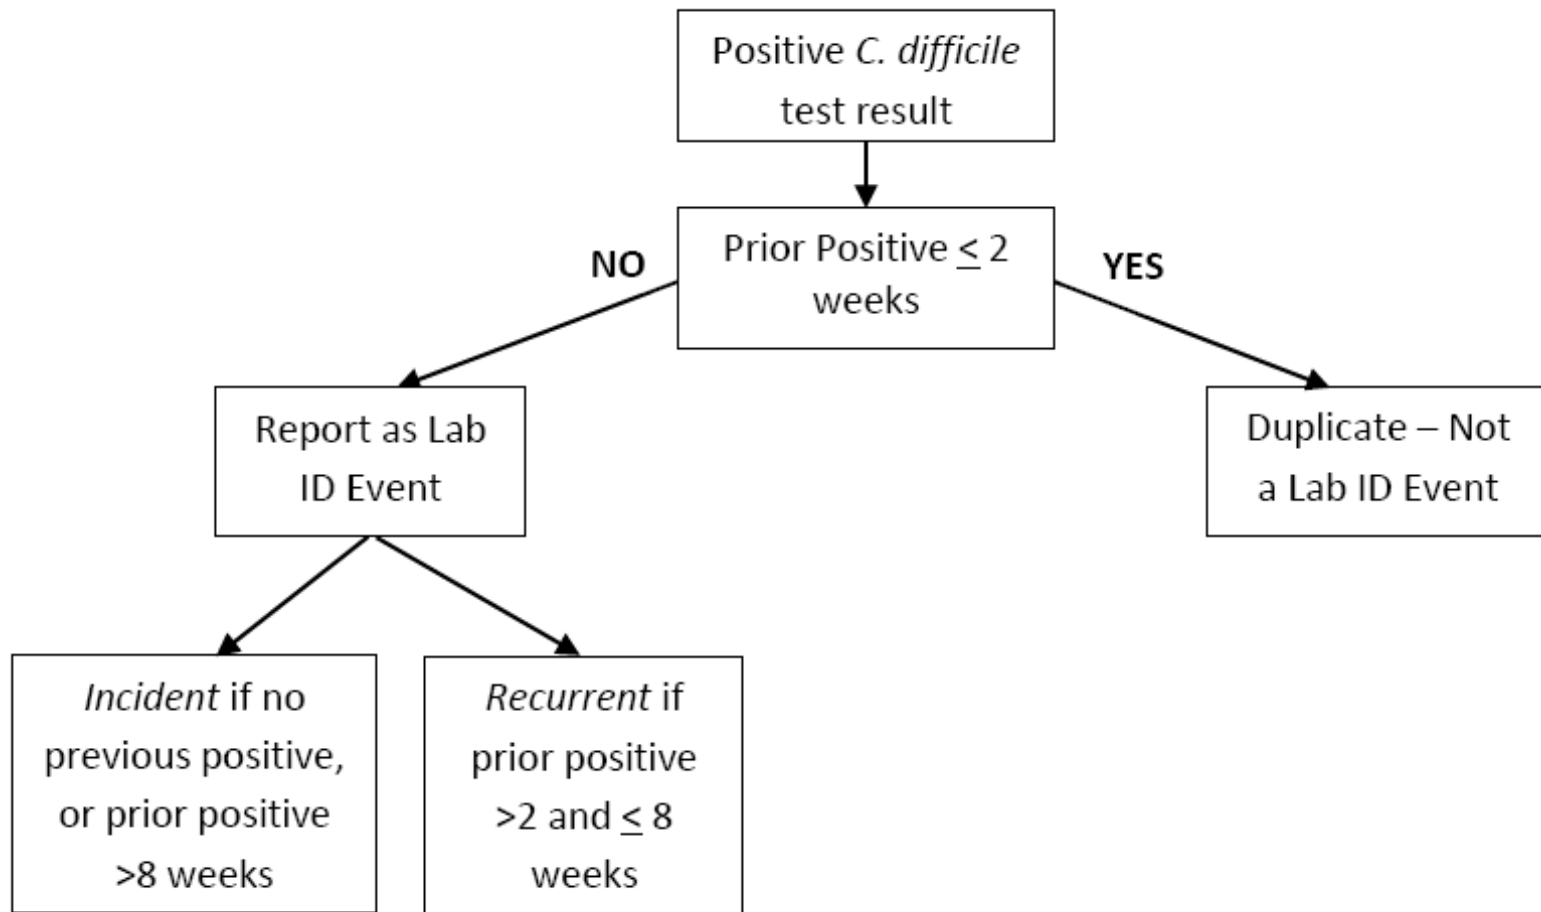 Positive C. difficile
test result
Prior Positive ≤ 2
weeks
NO
YES
Report as Lab
ID Event
Duplicate – Not
a Lab ID Event
Incident if no
previous positive,
or prior positive
>8 weeks
Recurrent if
prior positive
>2 and ≤ 8
weeks